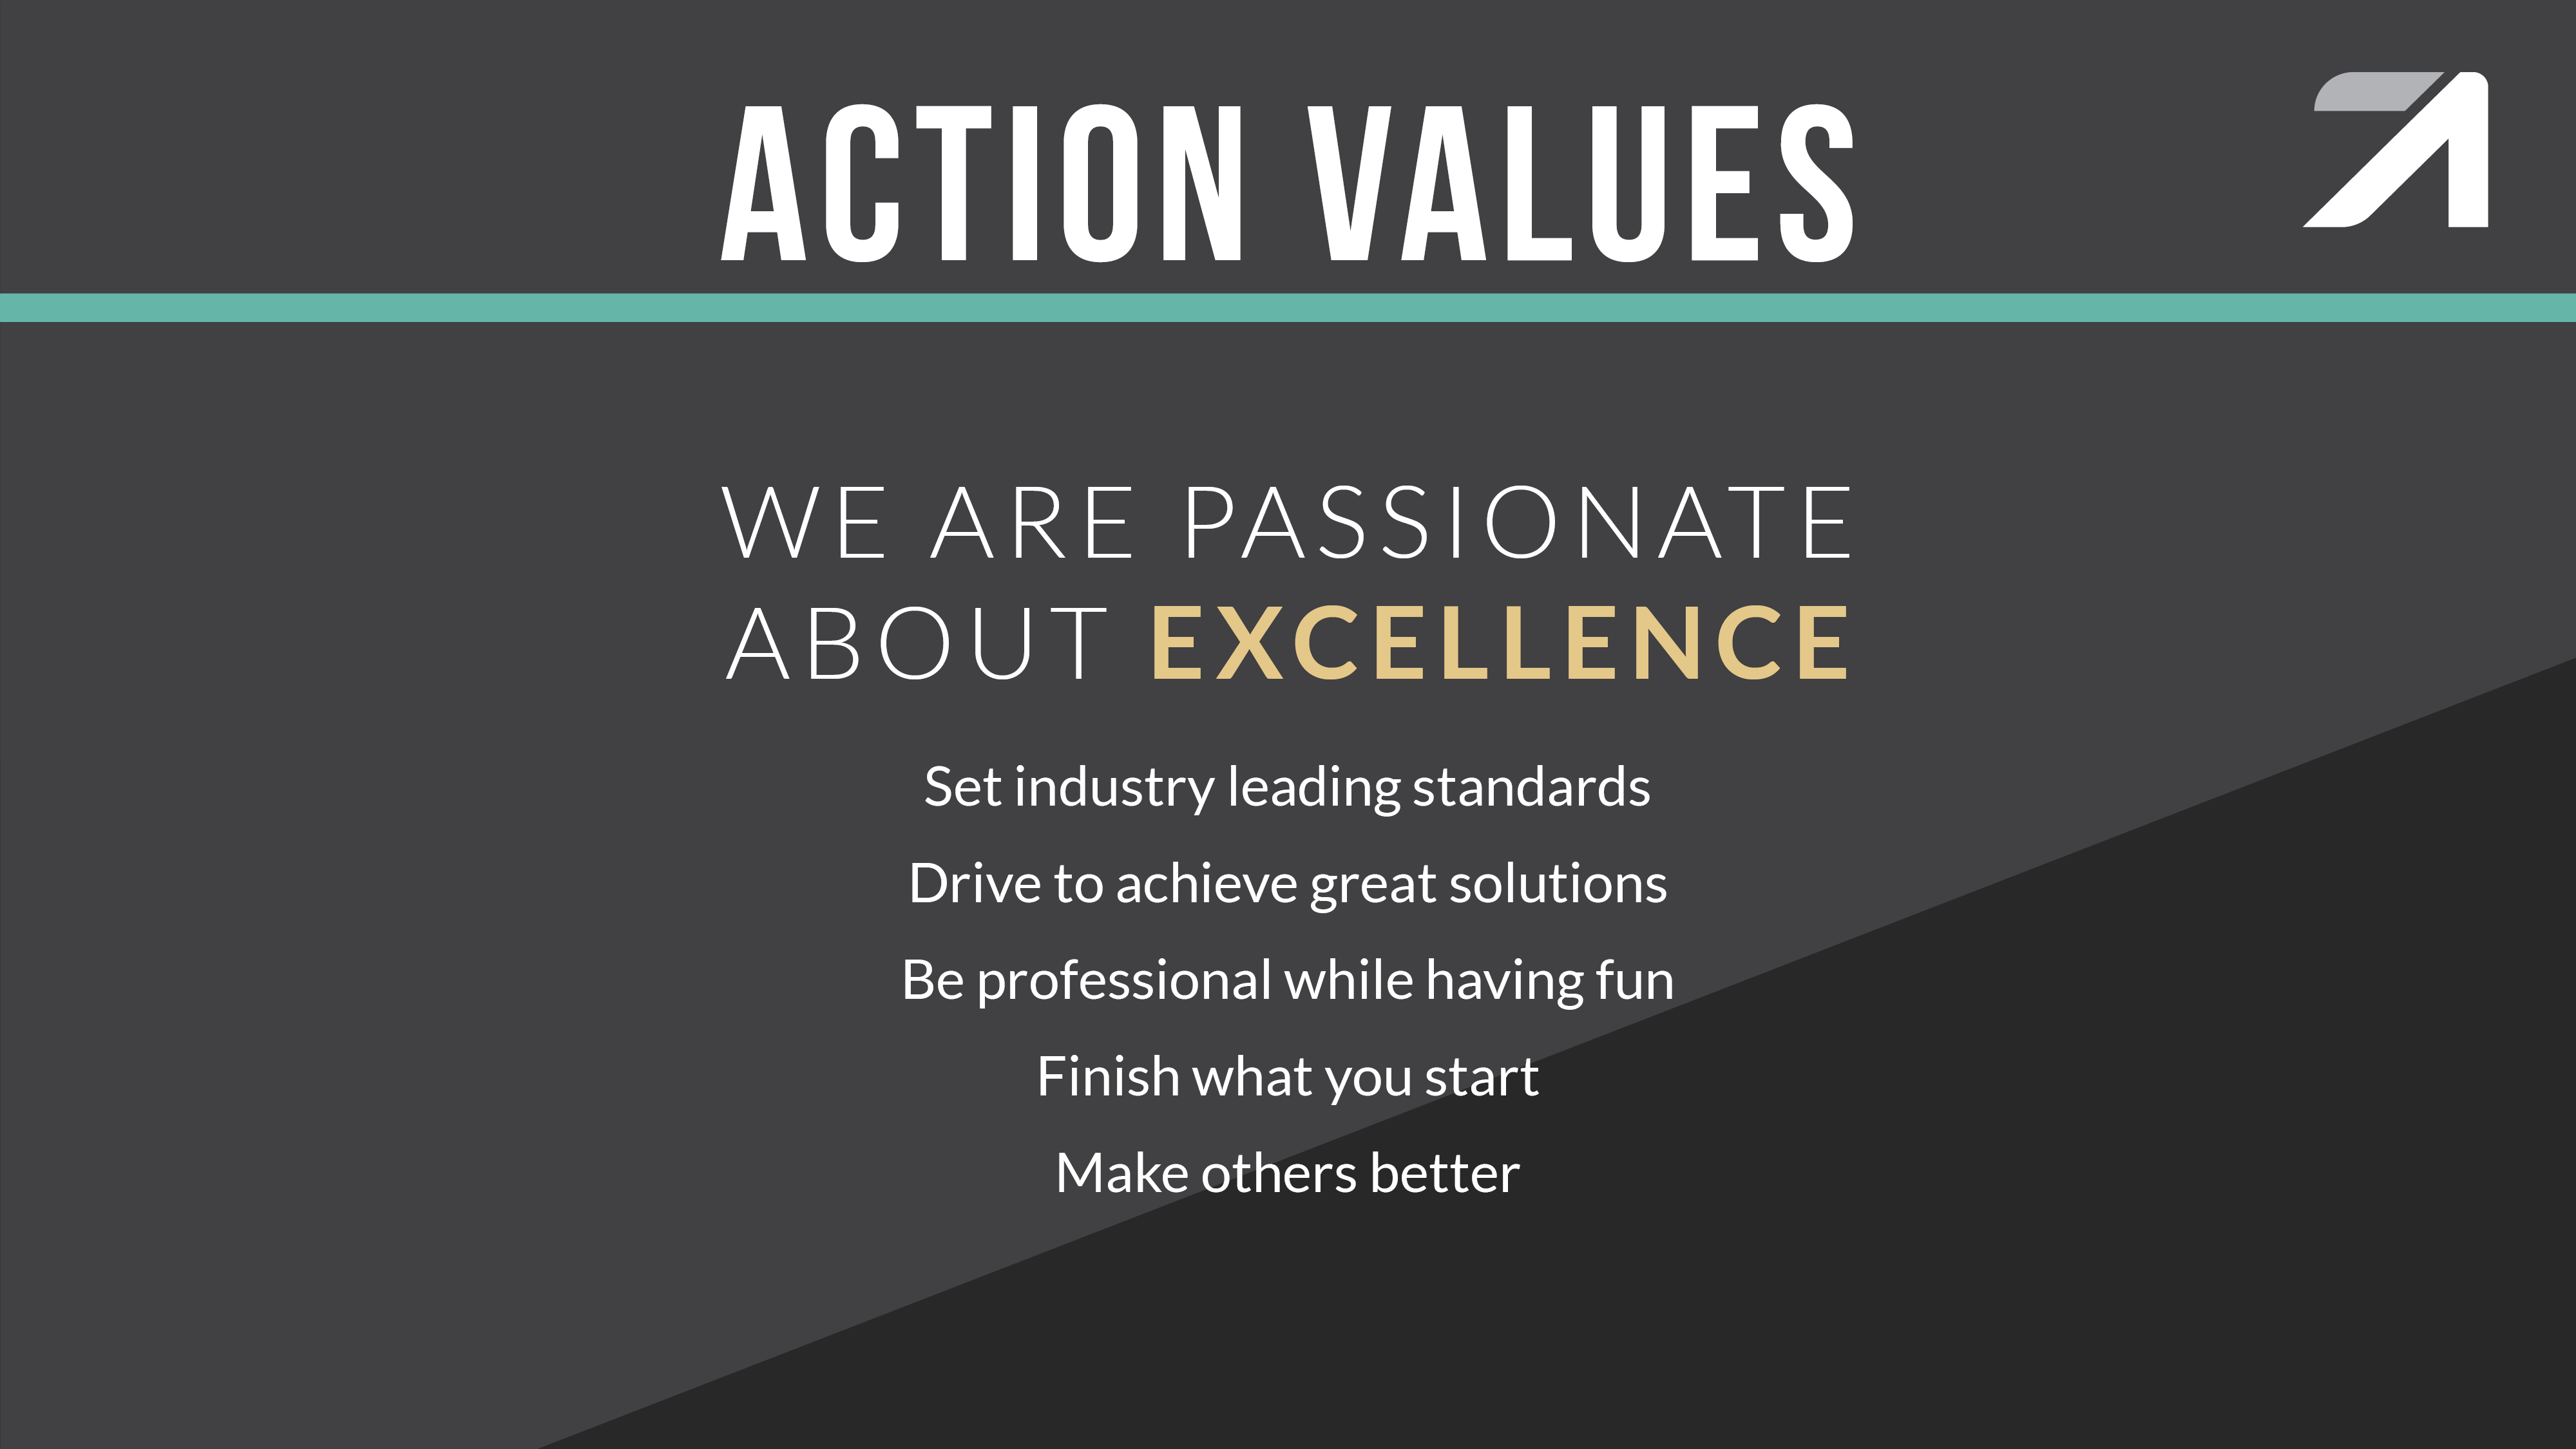 ACTION VALUES
WE ARE PASSIONATE
ABOUT EXCELLENCE
Set industry leading standards
Drive to achieve great solutions
Be professional while having fun
Finish what you start
Make others better